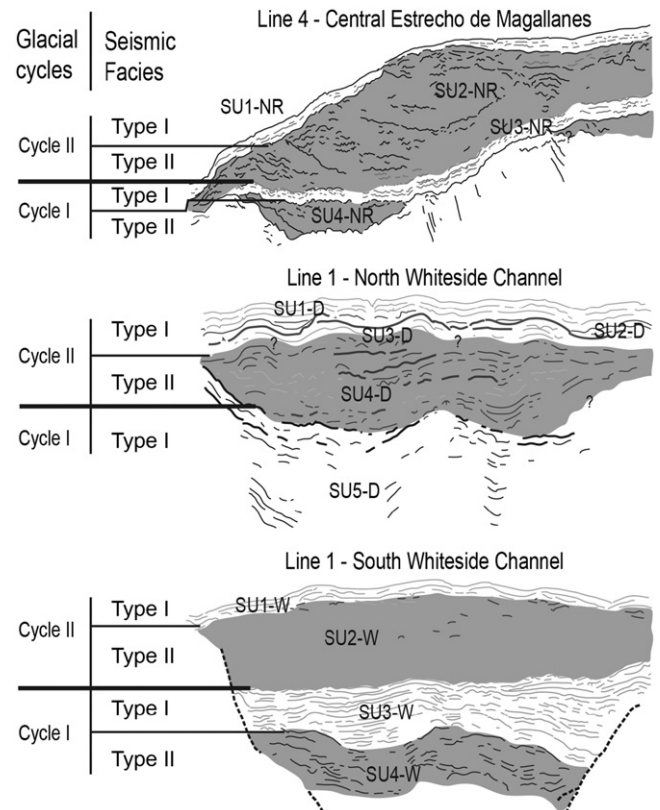 Line 4 - Central Estrecho de Magallanes
Glacial cycles
Seismic Facies
SU1-NR
SU2-NR
SU3-NR
?
SU4-NR
Cycle II
Type I
Type II
Cycle I
Type I
Type II
Line 1 - North Whiteside Channel
SU1-D
SU2-D
SU3-D
?
?
SU4-D
?
SU5-D
Cycle II
Type I
Type II
Cycle I
Type I
Line 1 - South Whiteside Channel
SU1-W
SU2-W
SU3-W
SU4-W
Cycle II
Type I
Type II
Cycle I
Type I
Type II